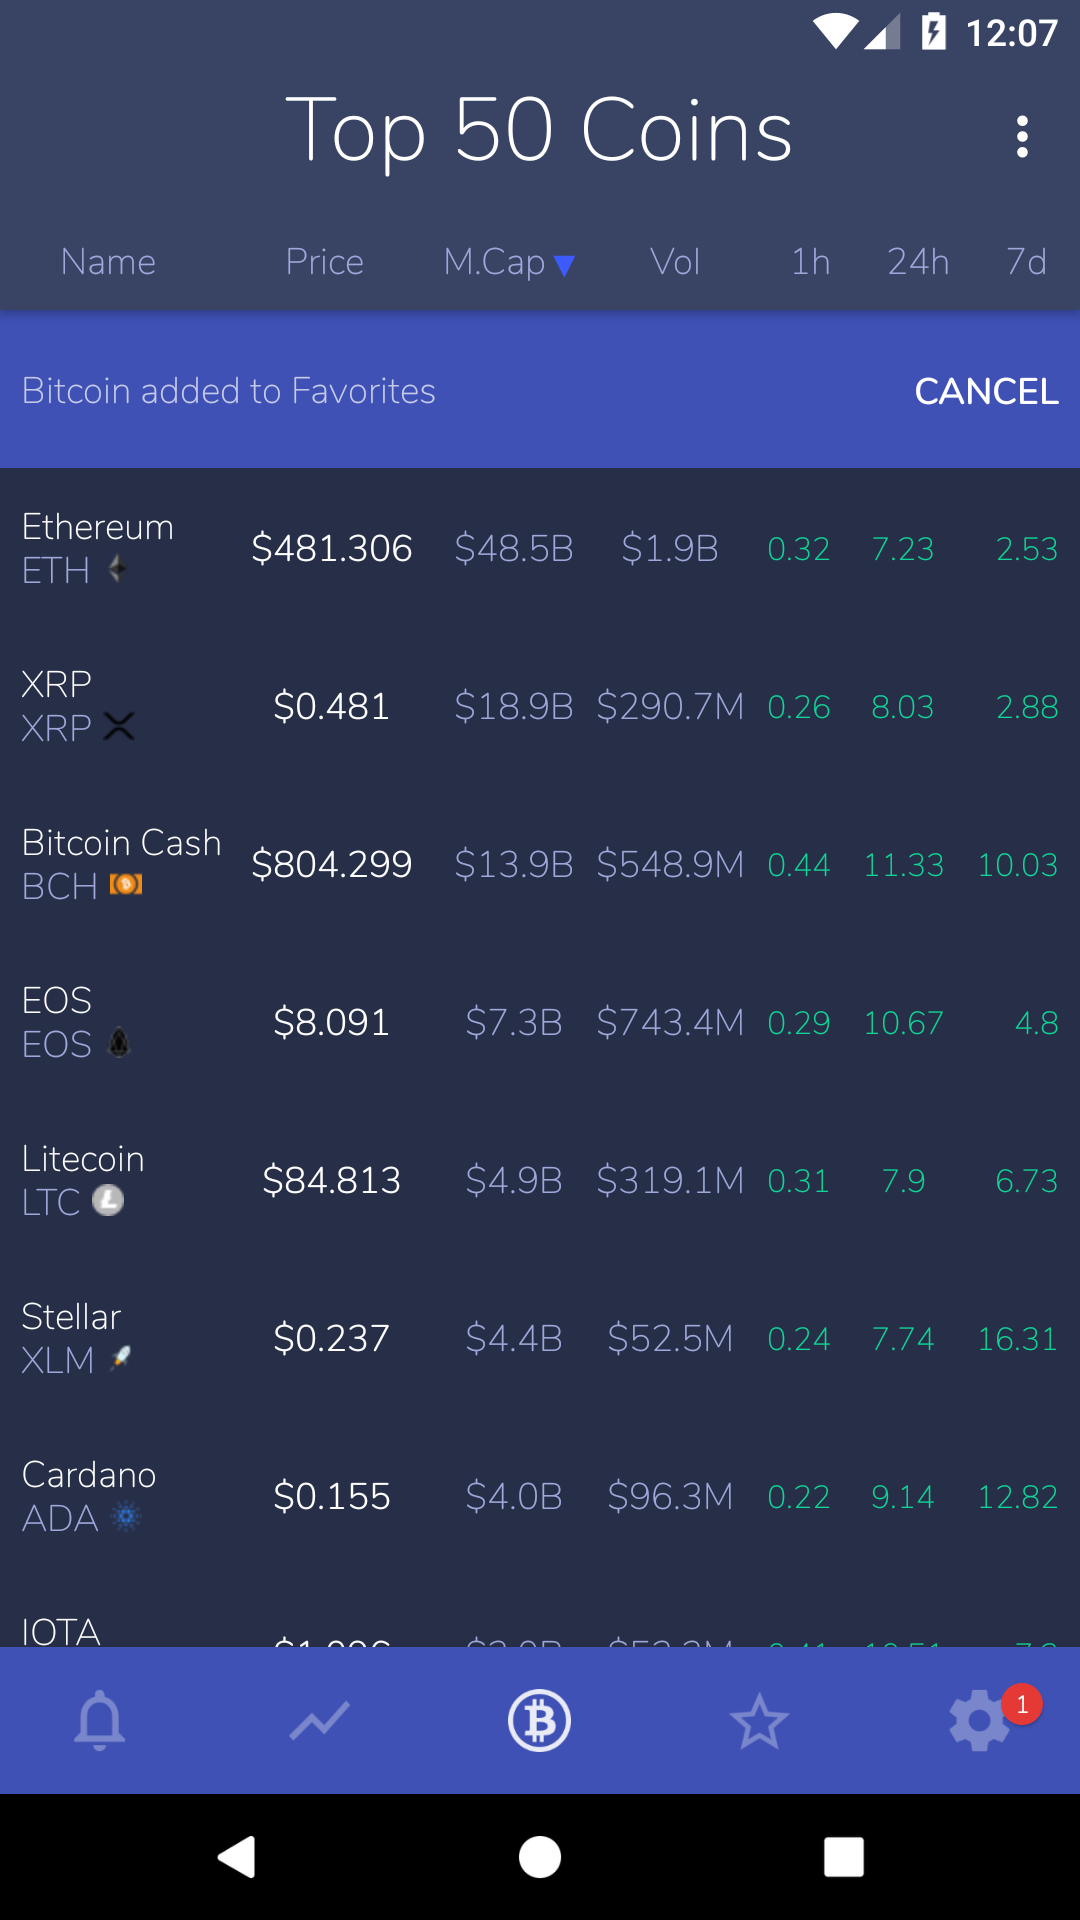 12:07
Top 50 Coins
Name Price M.Cap ▼ Vol 1h 24h 7d
Bitcoin added to Favorites CANCEL
Ethereum
ETH $481.306 $48.5B $1.9B 0.32 7.23 2.53
XRP
XRP $0.481 $18.9B $290.7M 0.26 8.03 2.88
Bitcoin Cash
BCH $804.299 $13.9B $548.9M 0.44 11.33 10.03
EOS
EOS $8.091 $7.3B $743.4M 0.29 10.67 4.8
Litecoin
LTC $84.813 $4.9B $319.1M 0.31 7.9 6.73
Stellar
XLM $0.237 $4.4B $52.5M 0.24 7.74 16.31
Cardano
ADA $0.155 $4.0B $96.3M 0.22 9.14 12.82
IOTA
1